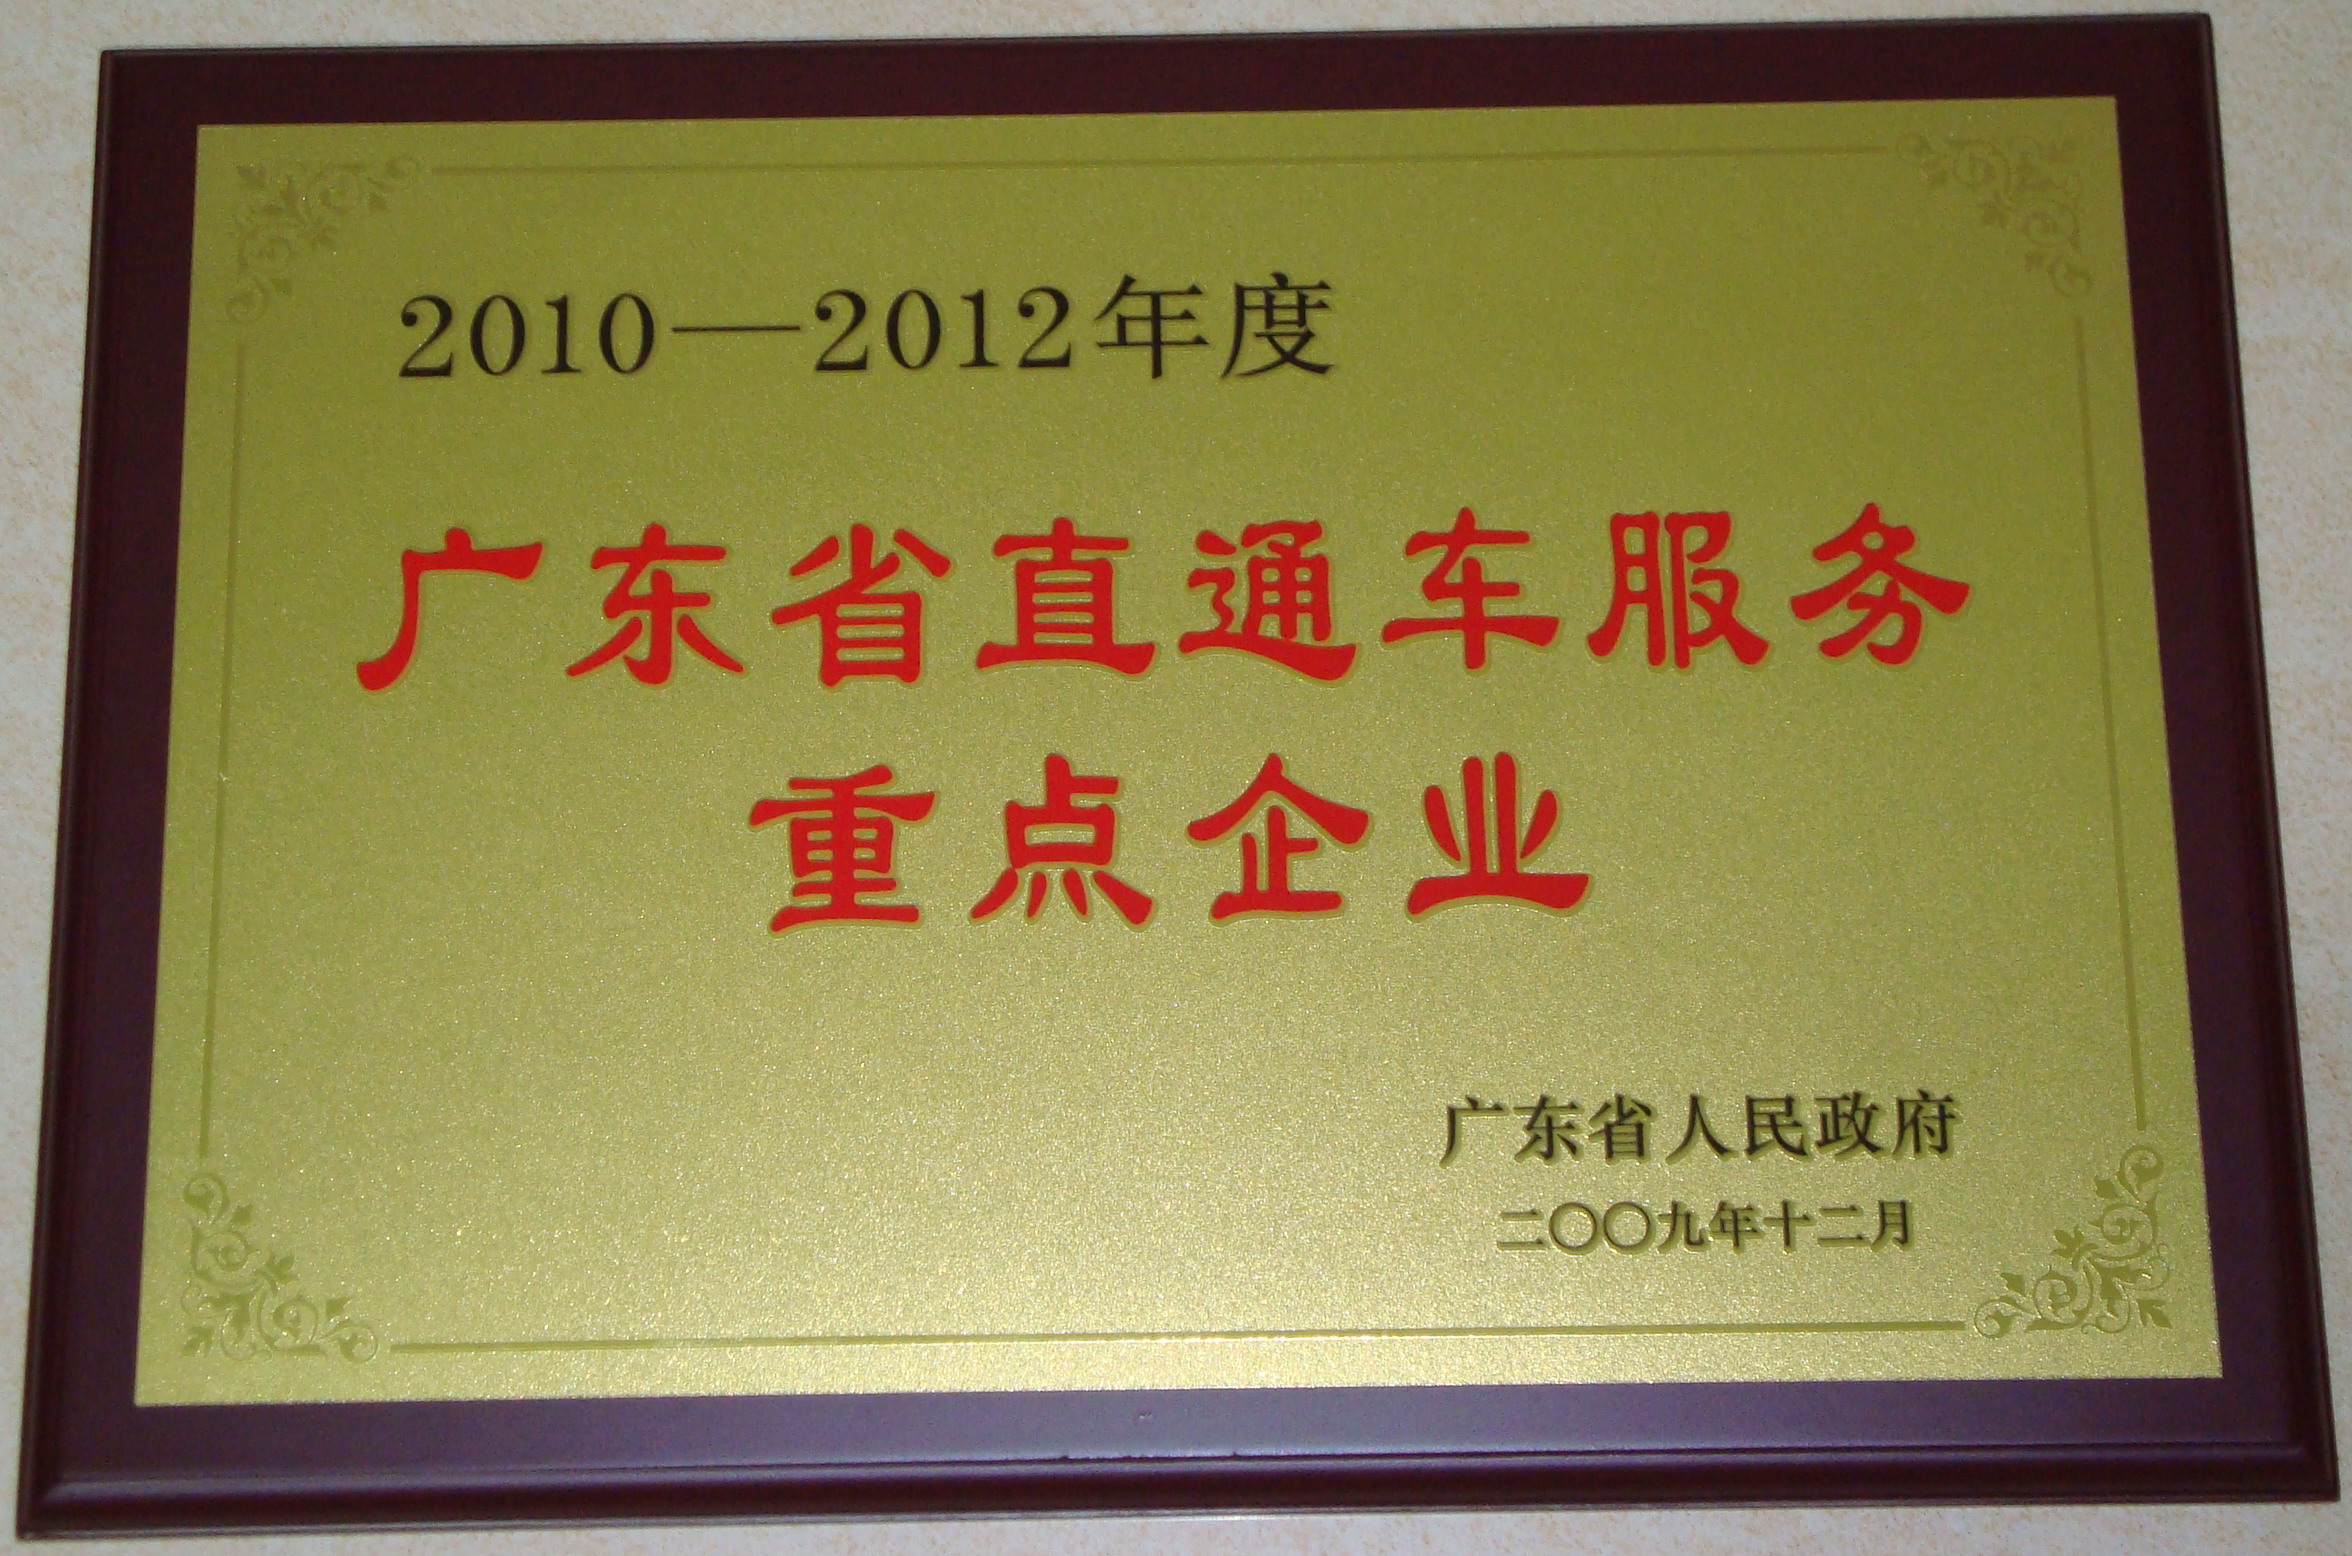 2010—2012年度
广东省直通车服务
重点企业
广东省人民政府
二〇〇九年十二月